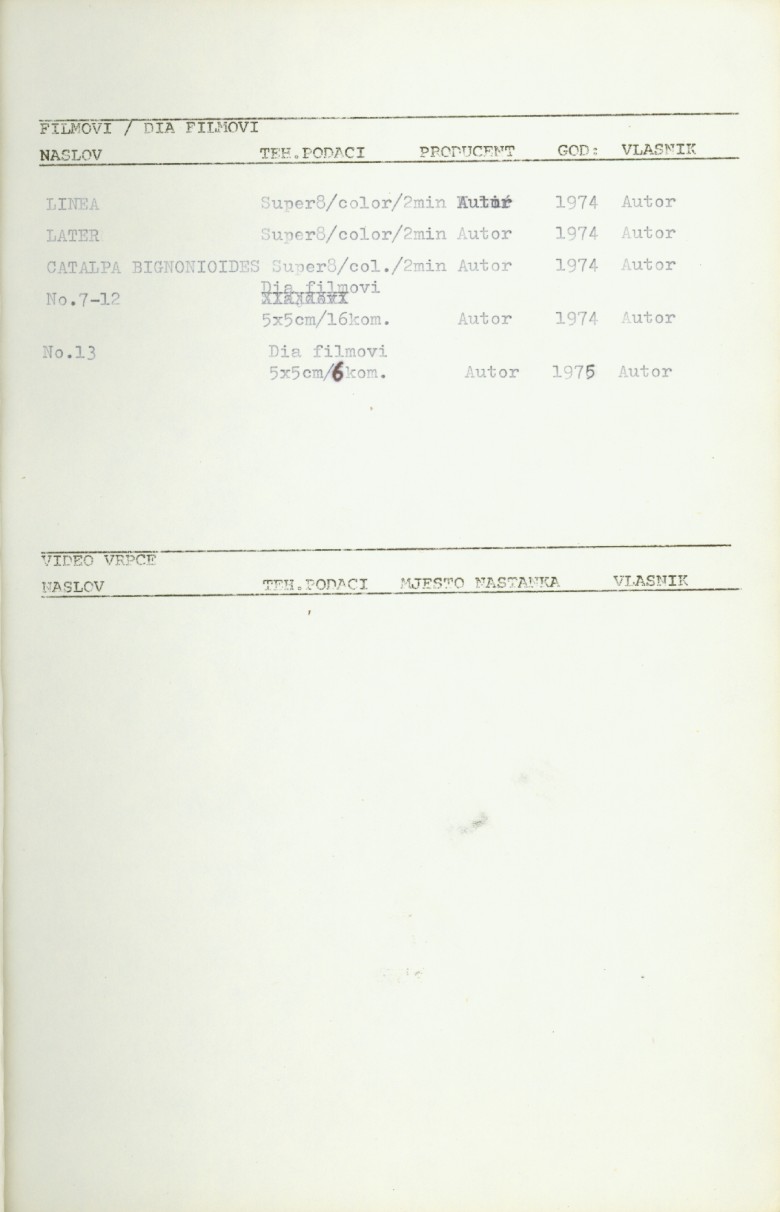 FILMOVI / DIA FILMOVI
NASLOV TEH.PODACI PRODUCENT GOD: VLASNIK
LINEA Super8/color/2min Autor 1974 Autor
LATER Super8/color/2min Autor 1974 Autor
CATALPA BIGNONIOIDES Super8/col./2min Autor 1974 Autor
Dia filmovi
No.7-12
5x5cm/16kom. Autor 1974 Autor
No.13 Dia filmovi
5x5cm/6kom. Autor 1975 Autor
VIDEO VRPCE
NASLOV TEH.PODACI MJESTO NASTANKA VLASNIK